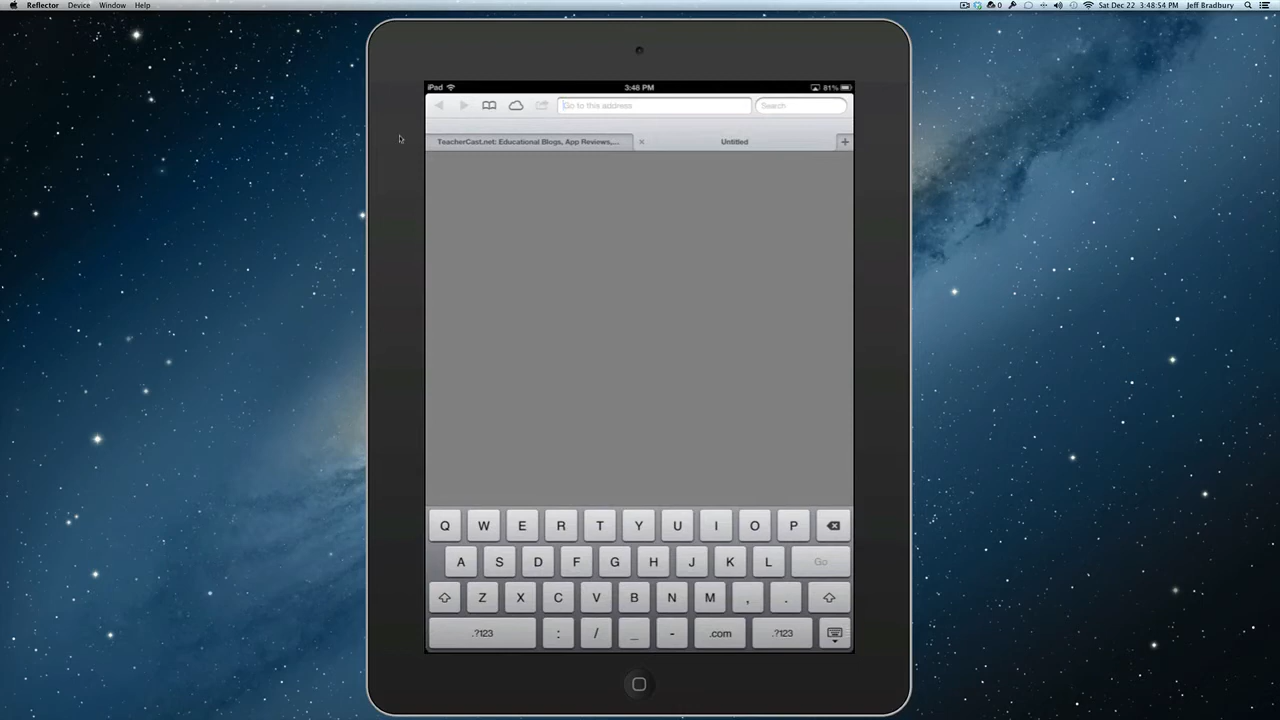 Reflector Device Window Help 0 Sat Dec 22 3:48:54 PM Jeff Bradbury
iPad 3:48 PM 81%
Go to this address Search
TeacherCast.net: Educational Blogs, App Reviews,... Untitled
Q W E R T Y U I O P
A S D F G H J K L Go
Z X C V B N M , .
.?123 : / _ - .com .?123